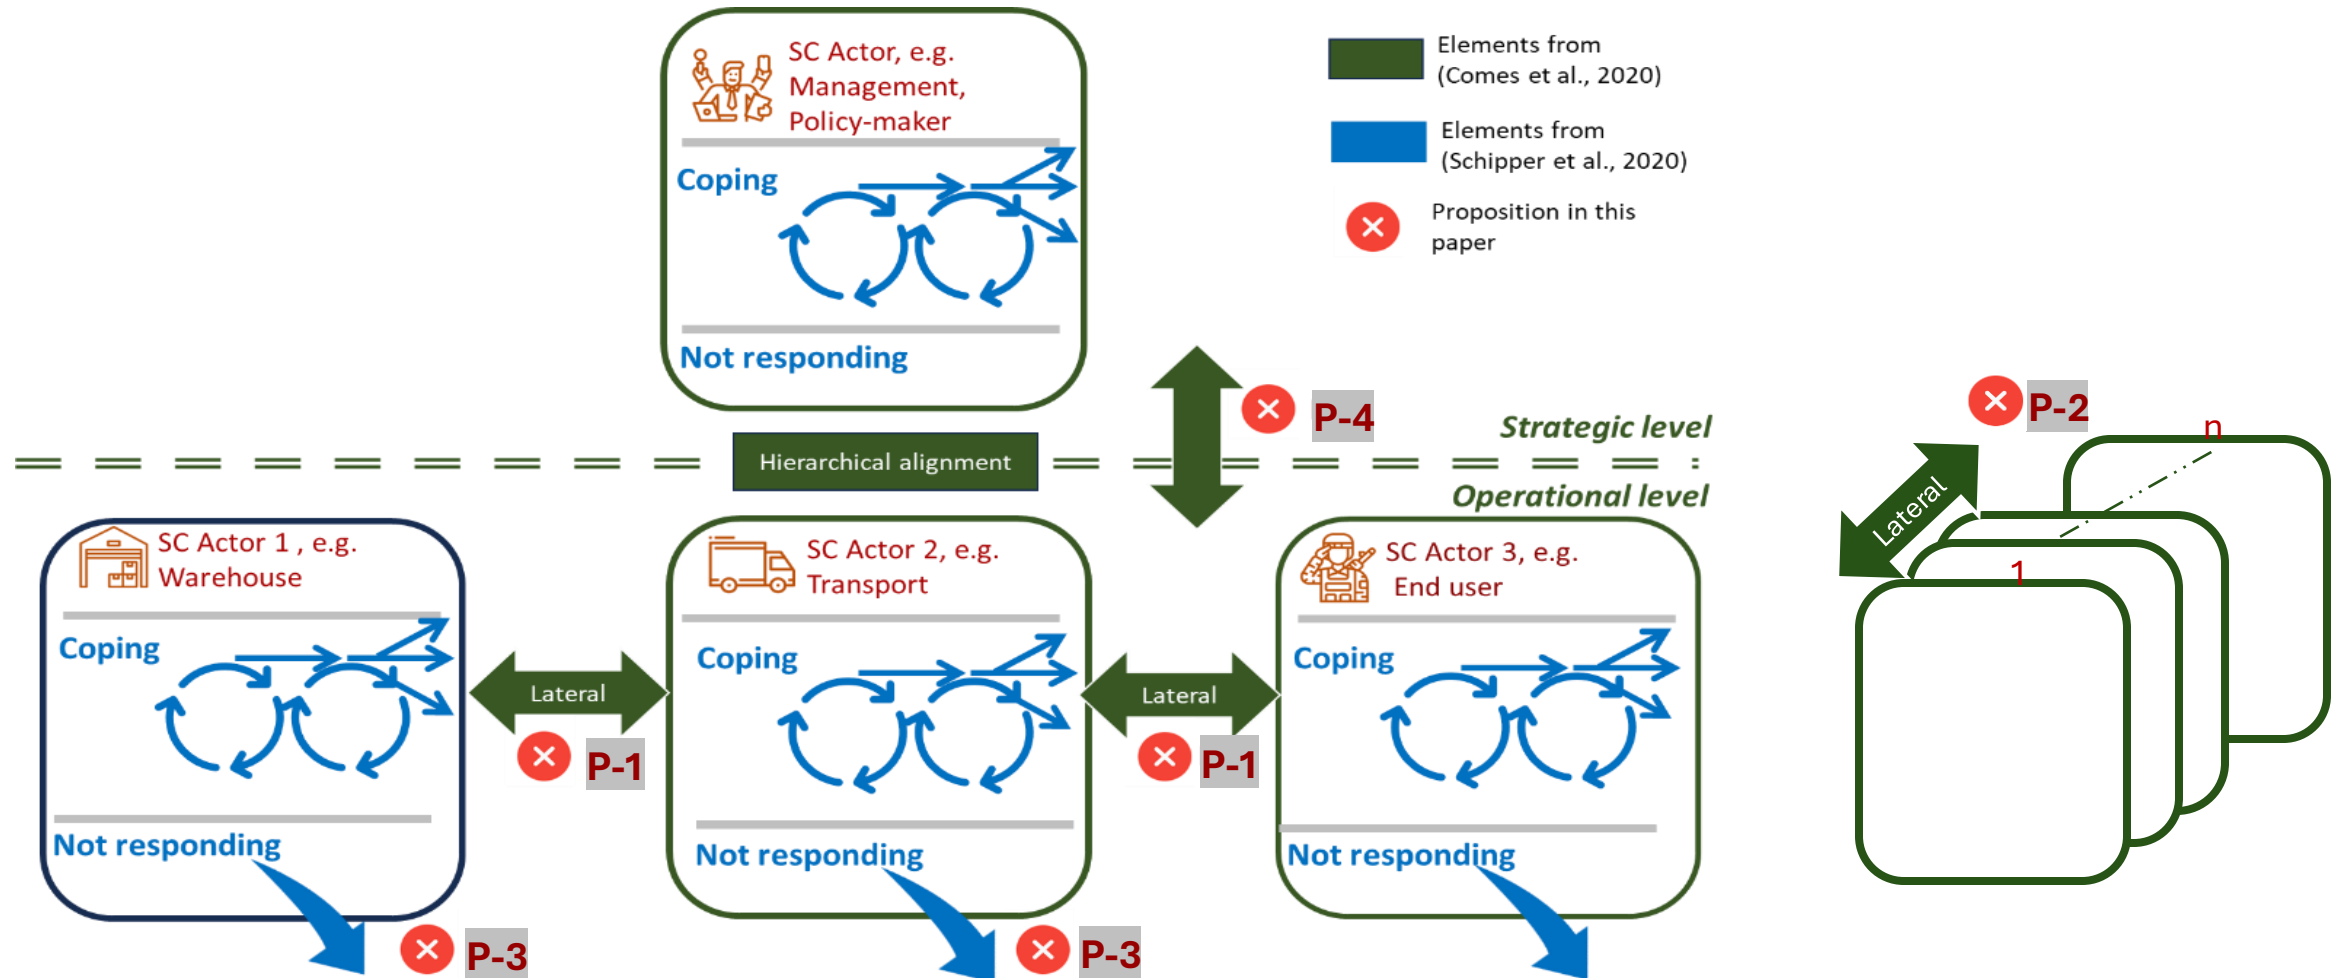 SC Actor, e.g.
Management,
Policy-maker
Coping
Not responding
Elements from
(Comes et al., 2020)
Elements from
(Schipper et al., 2020)
Proposition in this
paper
P-4
Strategic level
Hierarchical alignment
Operational level
SC Actor 1 , e.g.
Warehouse
Coping
Not responding
P-3
Lateral
P-1
SC Actor 2, e.g.
Transport
Coping
Not responding
P-3
Lateral
P-1
SC Actor 3, e.g.
End user
Coping
Not responding
P-2
n
Lateral
1